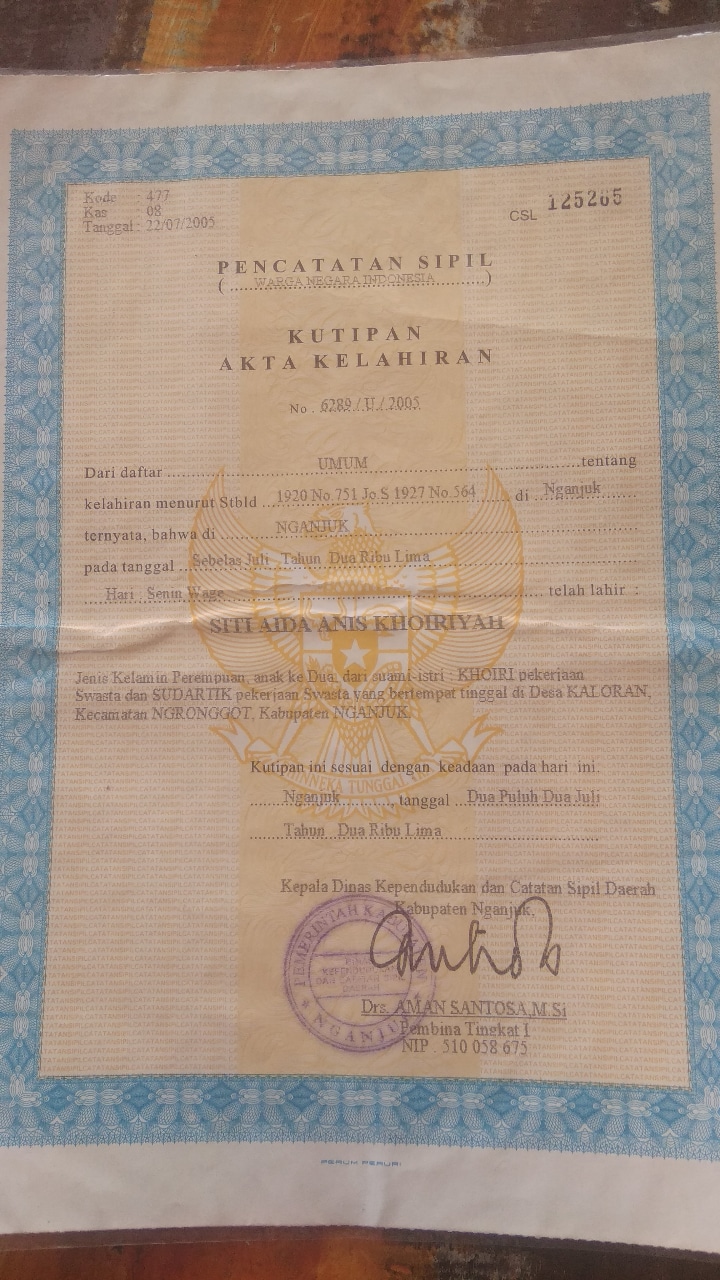 Kode : 477
Kas 08
Tanggal : 22/07/2005
CSL 125265
PENCATATAN SIPIL
(....WARGA NEGARA INDONESIA............)
KUTIPAN
AKTA KELAHIRAN
No . 6289 / U / 2005
Dari daftar ............UMUM............tentang
kelahiran menurut Stbld ...1920 No.751 Jo.S 1927 No.564.... di ..Nganjuk......
ternyata, bahwa di ............NGANJUK............
pada tanggal ..Sebelas Juli Tahun Dua Ribu Lima............
....Hari : Senin Wage............ telah lahir :
SITI AIDA ANIS KHOIRIYAH
Jenis Kelamin Perempuan, anak ke Dua, dari suami-istri : KHOIRI pekerjaan
Swasta dan SUDARTIK pekerjaan Swasta yang bertempat tinggal di Desa KALORAN,
Kecamatan NGRONGGOT, Kabupaten NGANJUK.
Kutipan ini sesuai dengan keadaan pada hari ini.
......Nganjuk........., tanggal ...Dua Puluh Dua Juli
......Tahun Dua Ribu Lima............
Kepala Dinas Kependudukan dan Catatan Sipil Daerah
Kabupaten Nganjuk,
PEMERINTAH
NGANJUK
Drs. AMAN SANTOSA,M.Si
Pembina Tingkat I
NIP . 510 058 675
PERUM PERURI